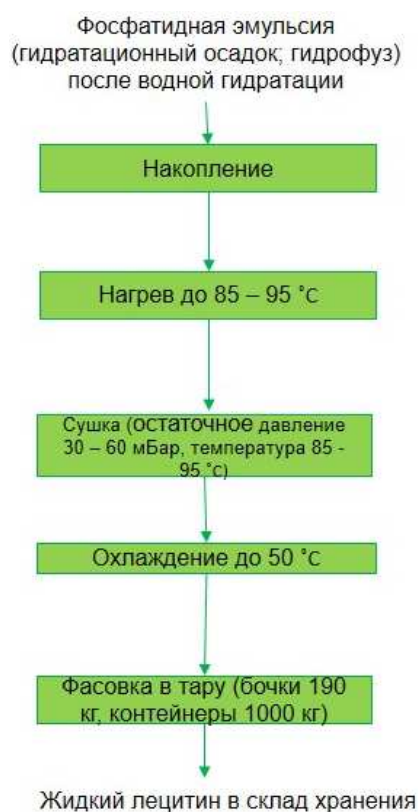 Фосфатидная эмульсия
(гидратационный осадок; гидрофуз)
после водной гидратации
Накопление
Нагрев до 85 – 95 ˚С
Сушка (остаточное давление
30 – 60 мБар, температура 85 -
95 ˚С)
Охлаждение до 50 ˚С
Фасовка в тару (бочки 190
кг, контейнеры 1000 кг)
Жидкий лецитин в склад хранения